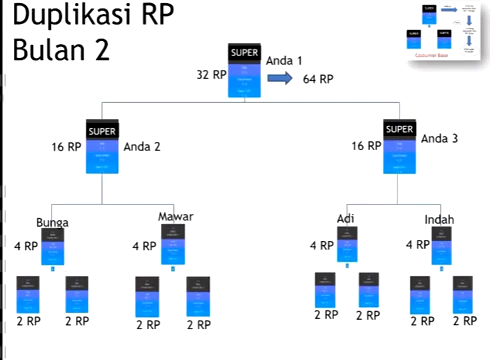 Duplikasi RP
Bulan 2
SUPER
Anda 1
32 RP
64 RP
SUPER
16 RP
Anda 2
SUPER
16 RP
Anda 3
Bunga
Mawar
Adi
Indah
4 RP
4 RP
4 RP
4 RP
2 RP
2 RP
2 RP
2 RP
2 RP
2 RP
2 RP
2 RP
Costumer Base